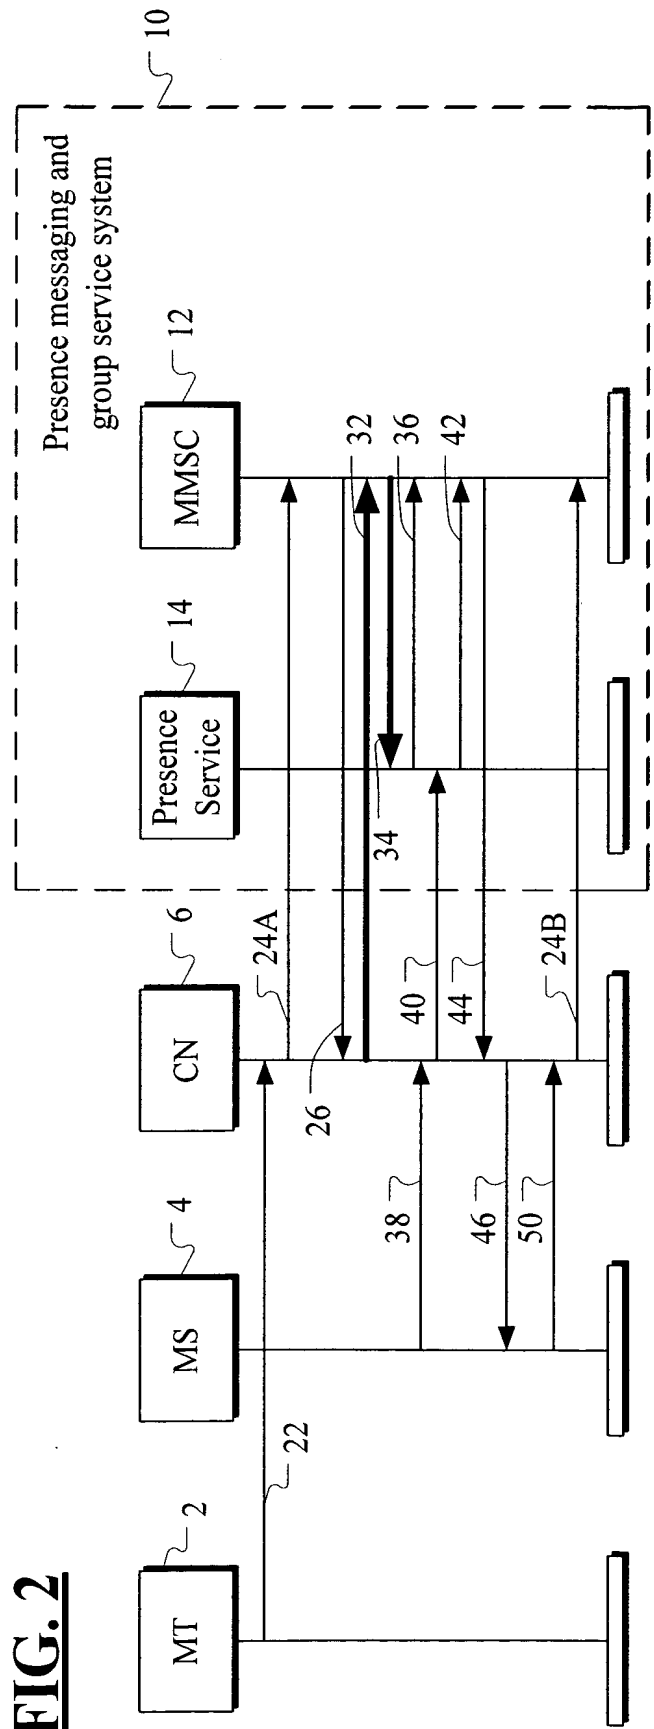 FIG. 2
Presence messaging and
group service system
10
MT
2
MS
4
CN
6
Presence
Service
14
MMSC
12
22
24A
26
32
34
36
38
40
42
44
46
50
24B